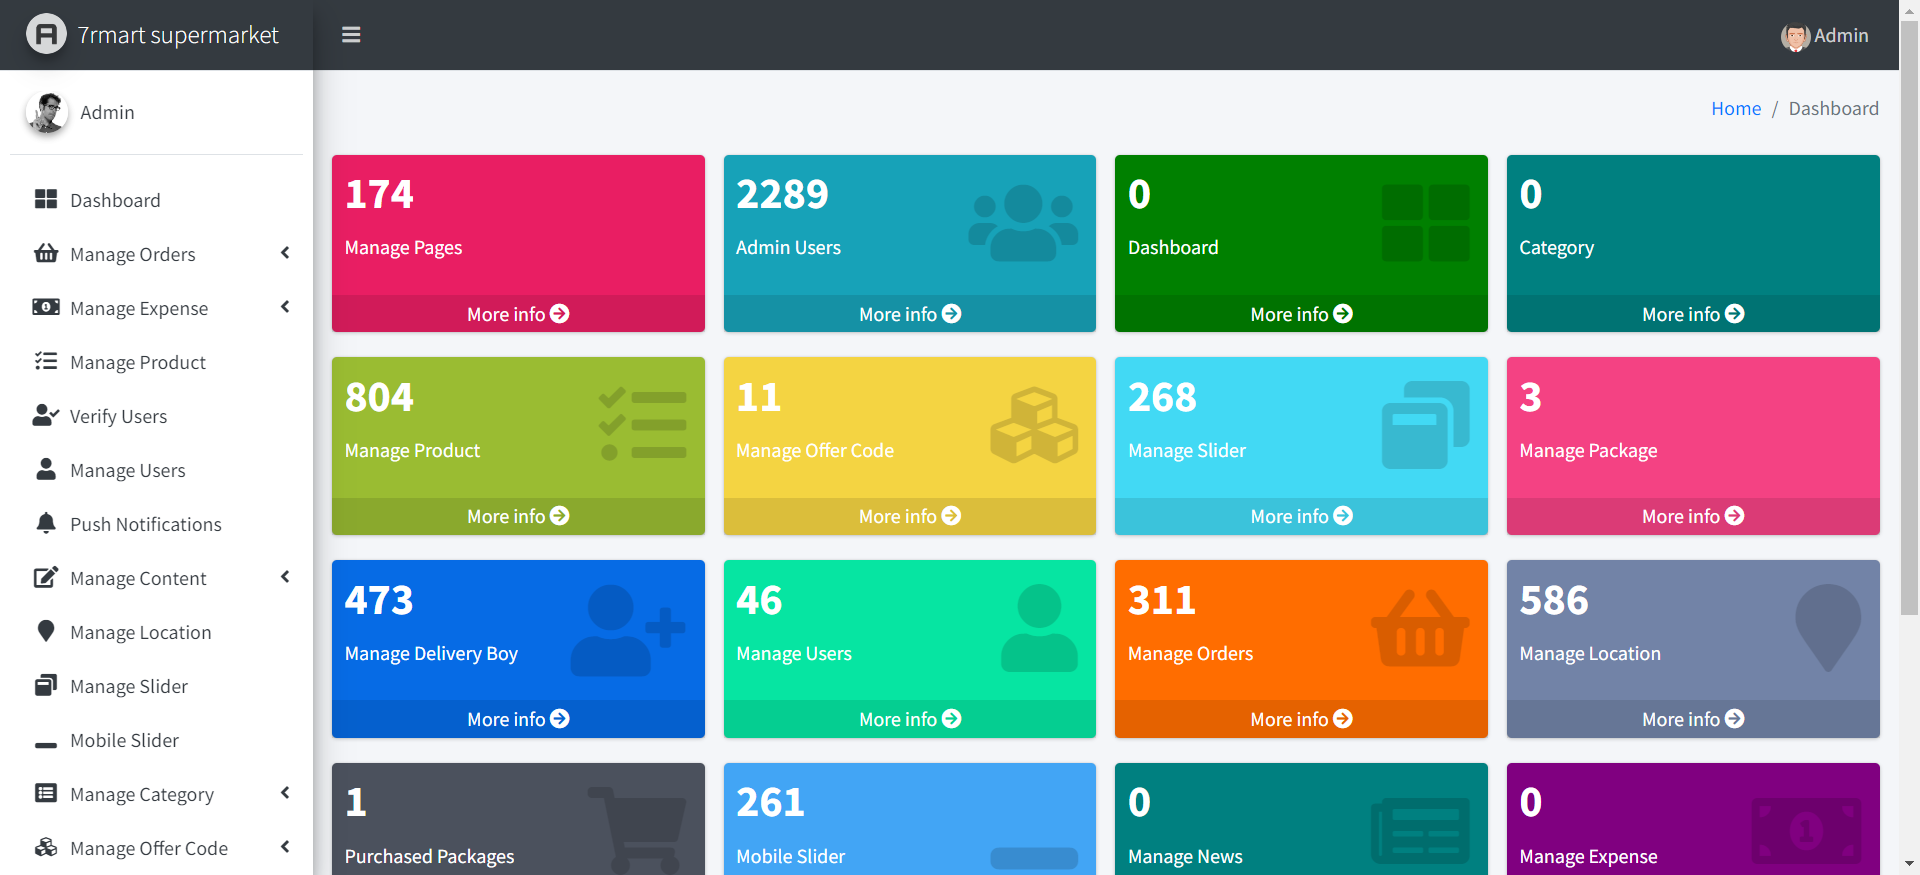 7rmart supermarket
Admin
Admin
Home / Dashboard
Dashboard
Manage Orders
Manage Expense
Manage Product
Verify Users
Manage Users
Push Notifications
Manage Content
Manage Location
Manage Slider
Mobile Slider
Manage Category
Manage Offer Code
174
Manage Pages
More info
2289
Admin Users
More info
0
Dashboard
More info
0
Category
More info
804
Manage Product
More info
11
Manage Offer Code
More info
268
Manage Slider
More info
3
Manage Package
More info
473
Manage Delivery Boy
More info
46
Manage Users
More info
311
Manage Orders
More info
586
Manage Location
More info
1
Purchased Packages
261
Mobile Slider
0
Manage News
0
Manage Expense